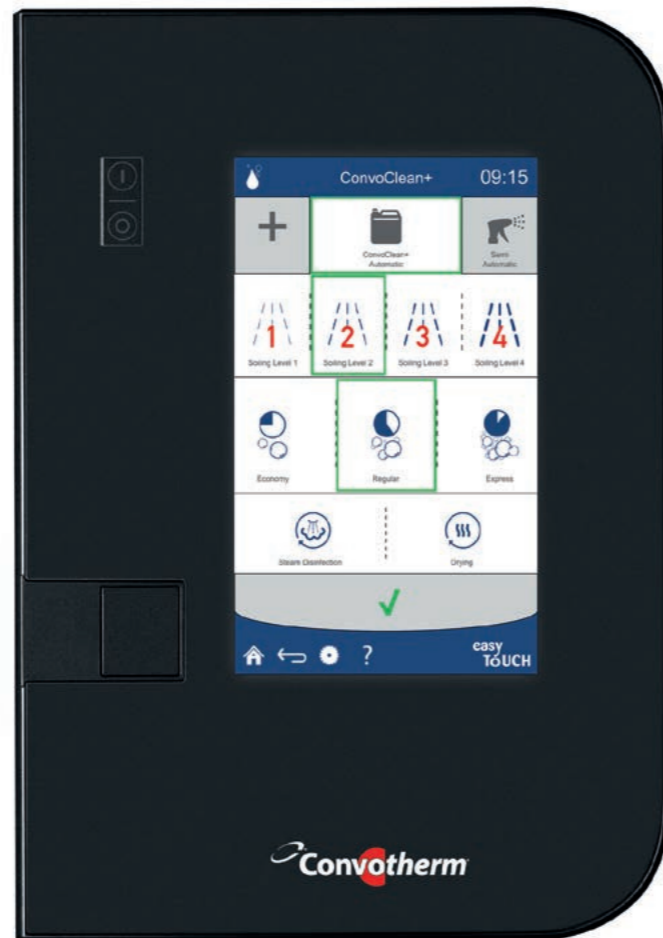 ConvoClean+
09:15
+
ConvoClean+
Automatic
Semi
Automatic
1
2
3
4
Soiling Level 1
Soiling Level 2
Soiling Level 3
Soiling Level 4
Economy
Regular
Express
Steam Disinfection
Drying
?
easy
ToUCH
Convotherm